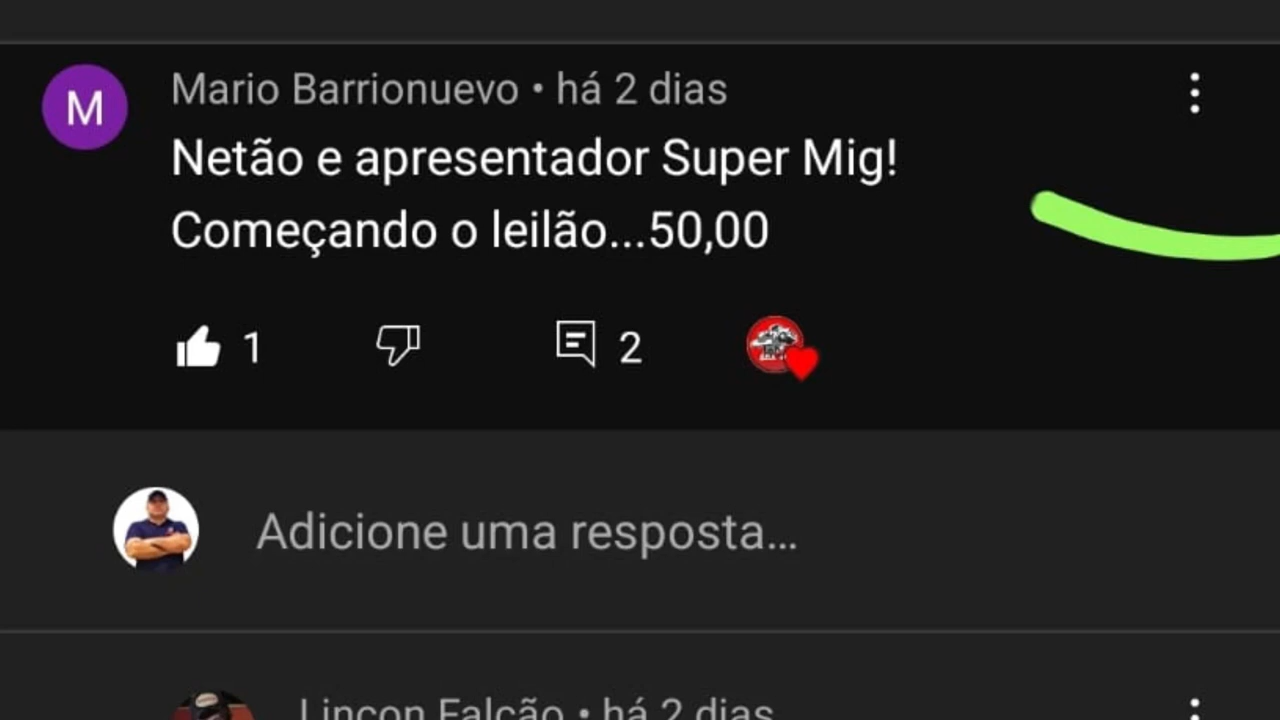 M
Mario Barrionuevo • há 2 dias
Netão e apresentador Super Mig!
Começando o leilão...50,00
1
2
Adicione uma resposta...
Lincon Falcão • há 2 dias